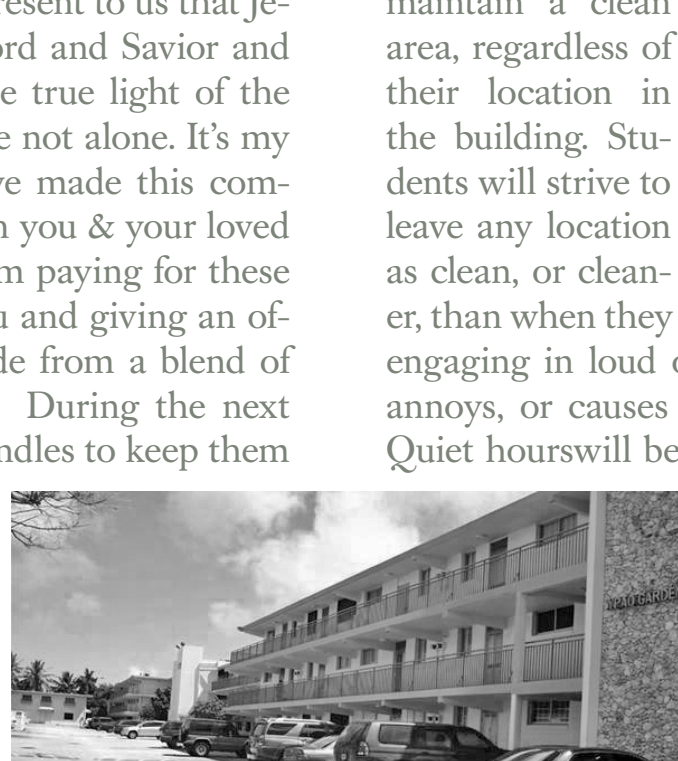 resent to us that Je-
ord and Savior and
e true light of the
e not alone. It's my
ve made this com-
n you & your loved
m paying for these
u and giving an of-
de from a blend of
During the next
ndles to keep them
maintain a clean
area, regardless of
their location in
the building. Stu-
dents will strive to
leave any location
as clean, or clean-
er, than when they
engaging in loud o
annoys, or causes
Quiet hourswill be
YPAO GARDE